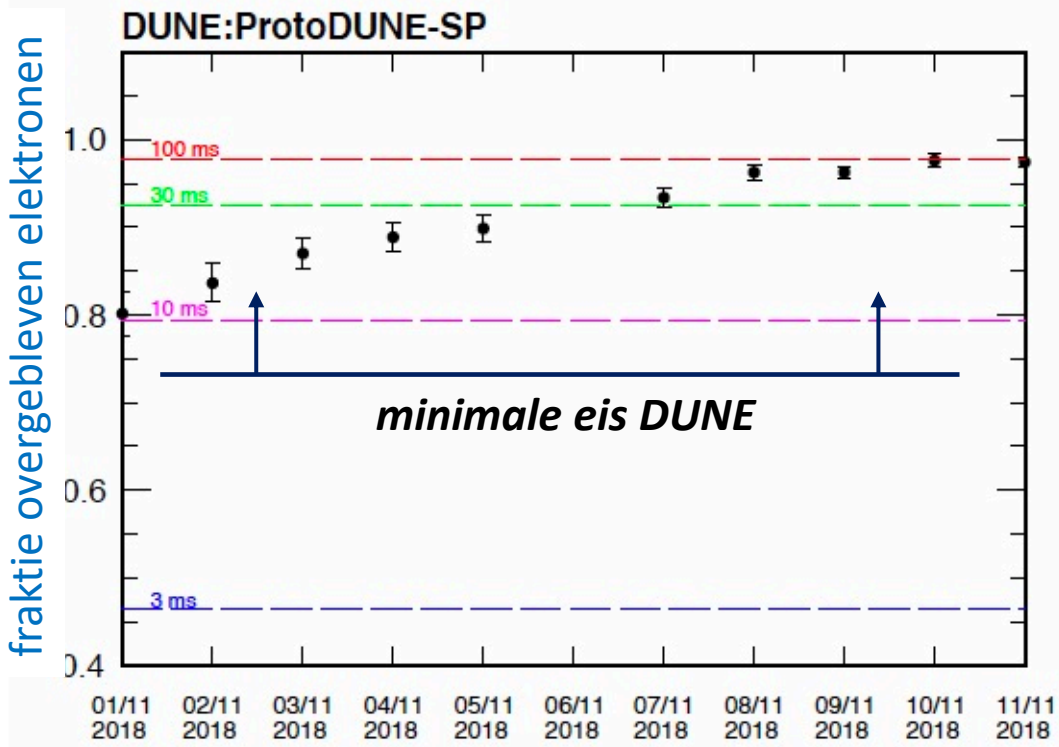 DUNE:ProtoDUNE-SP
fraktie overgebleven elektronen
1.0
100 ms
30 ms
0.8
10 ms
minimale eis DUNE
0.6
3 ms
0.4
01/11 02/11 03/11 04/11 05/11 06/11 07/11 08/11 09/11 10/11 11/11
2018 2018 2018 2018 2018 2018 2018 2018 2018 2018 2018